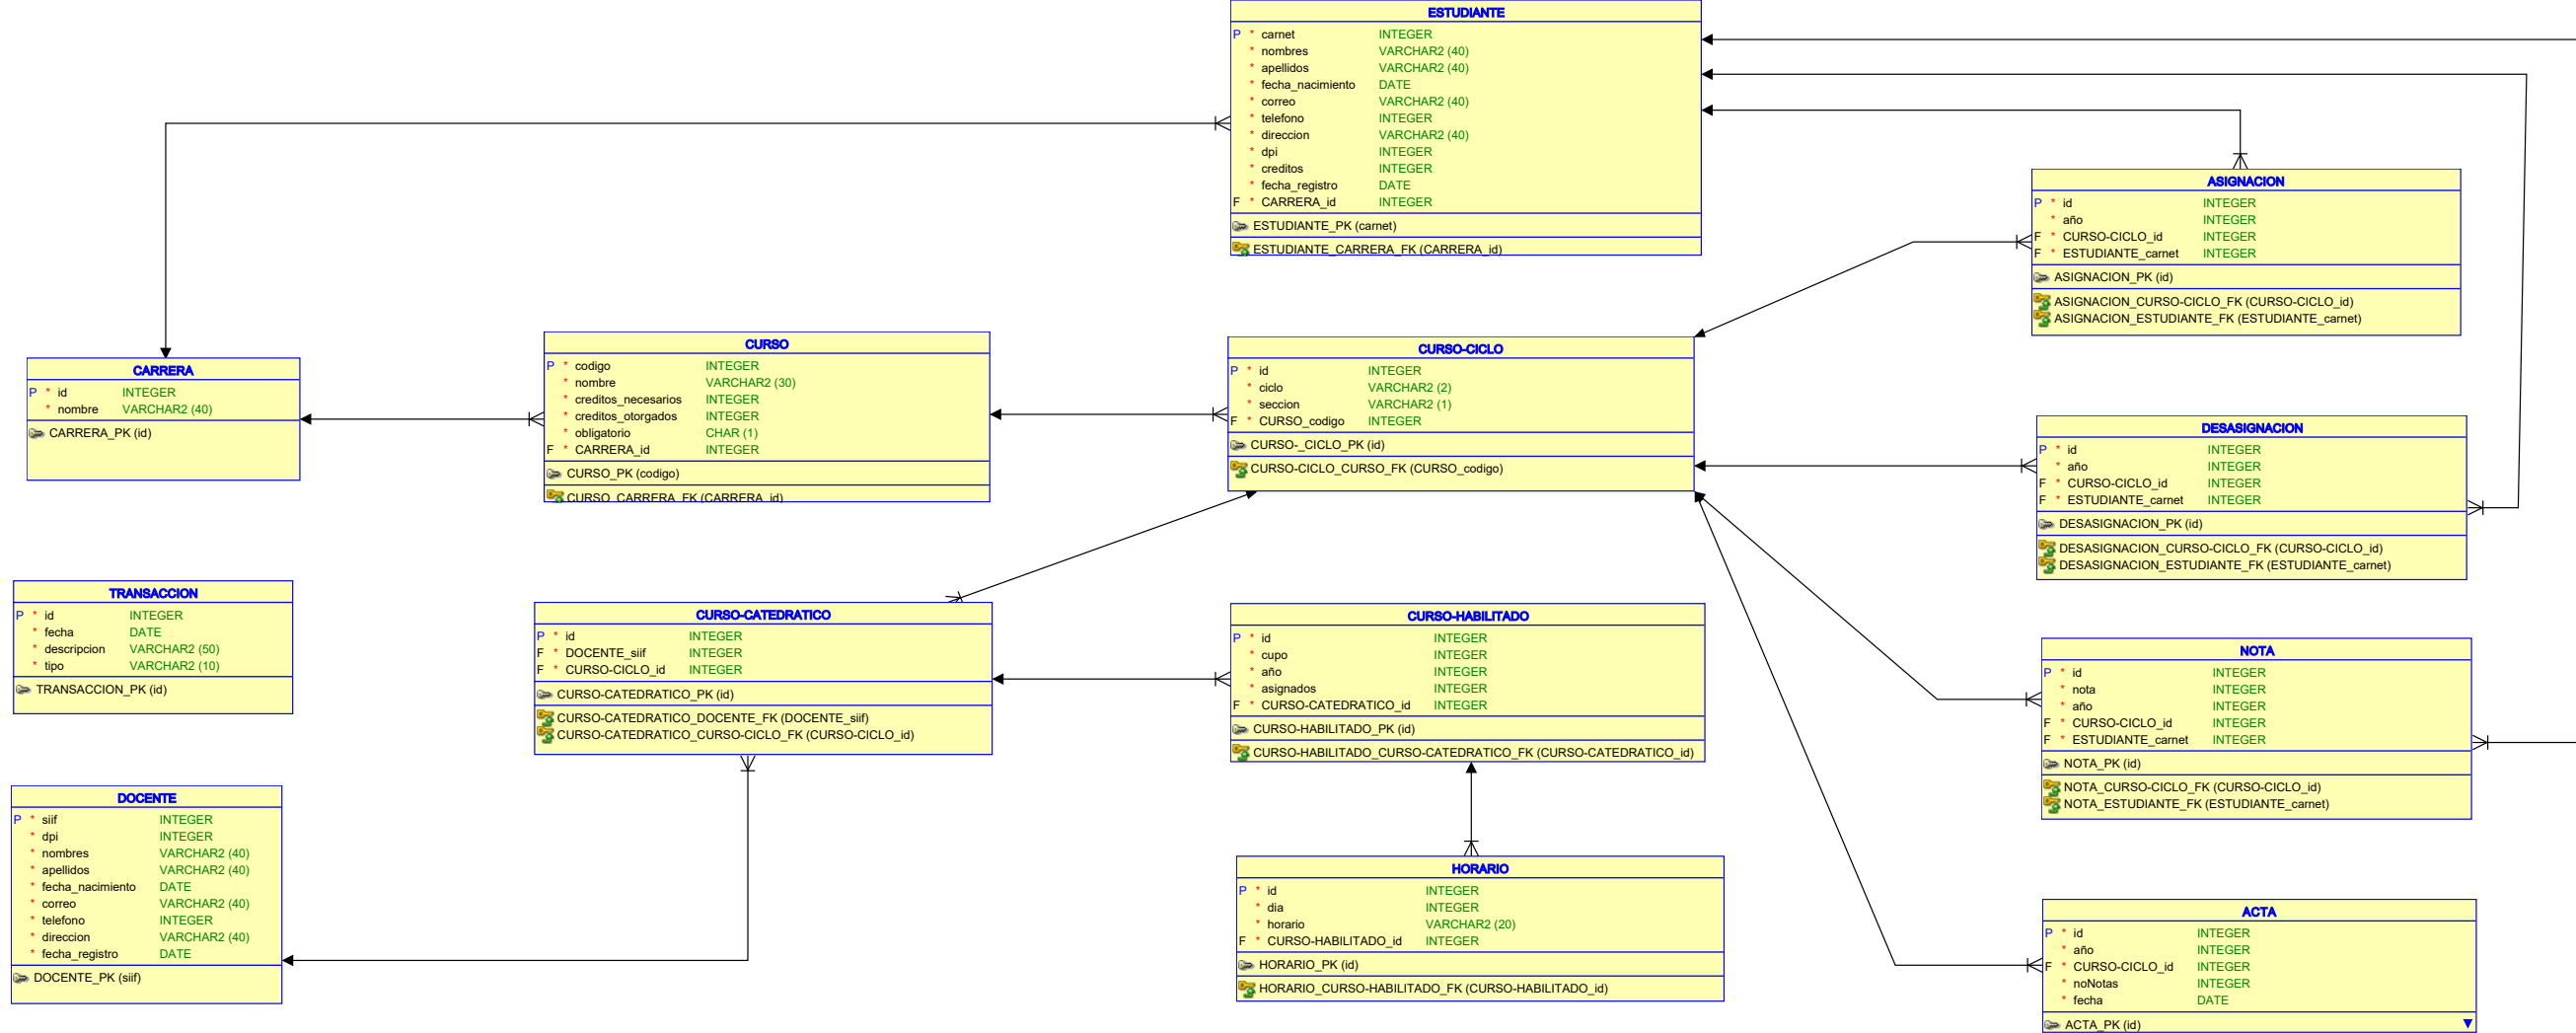 ESTUDIANTE
P * carnet INTEGER
* nombres VARCHAR2 (40)
* apellidos VARCHAR2 (40)
* fecha_nacimiento DATE
* correo VARCHAR2 (40)
* telefono INTEGER
* direccion VARCHAR2 (40)
* dpi INTEGER
* creditos INTEGER
* fecha_registro DATE
F * CARRERA_id INTEGER
ESTUDIANTE_PK (carnet)
ESTUDIANTE_CARRERA_FK (CARRERA_id)
ASIGNACION
P * id INTEGER
* año INTEGER
F * CURSO-CICLO_id INTEGER
F * ESTUDIANTE_carnet INTEGER
ASIGNACION_PK (id)
ASIGNACION_CURSO-CICLO_FK (CURSO-CICLO_id)
ASIGNACION_ESTUDIANTE_FK (ESTUDIANTE_carnet)
CARRERA
P * id INTEGER
* nombre VARCHAR2 (40)
CARRERA_PK (id)
CURSO
P * codigo INTEGER
* nombre VARCHAR2 (30)
* creditos_necesarios INTEGER
* creditos_otorgados INTEGER
* obligatorio CHAR (1)
F * CARRERA_id INTEGER
CURSO_PK (codigo)
CURSO_CARRERA_FK (CARRERA_id)
CURSO-CICLO
P * id INTEGER
* ciclo VARCHAR2 (2)
* seccion VARCHAR2 (1)
F * CURSO_codigo INTEGER
CURSO-_CICLO_PK (id)
CURSO-CICLO_CURSO_FK (CURSO_codigo)
DESASIGNACION
P * id INTEGER
* año INTEGER
F * CURSO-CICLO_id INTEGER
F * ESTUDIANTE_carnet INTEGER
DESASIGNACION_PK (id)
DESASIGNACION_CURSO-CICLO_FK (CURSO-CICLO_id)
DESASIGNACION_ESTUDIANTE_FK (ESTUDIANTE_carnet)
TRANSACCION
P * id INTEGER
* fecha DATE
* descripcion VARCHAR2 (50)
* tipo VARCHAR2 (10)
TRANSACCION_PK (id)
CURSO-CATEDRATICO
P * id INTEGER
F * DOCENTE_siif INTEGER
F * CURSO-CICLO_id INTEGER
CURSO-CATEDRATICO_PK (id)
CURSO-CATEDRATICO_DOCENTE_FK (DOCENTE_siif)
CURSO-CATEDRATICO_CURSO-CICLO_FK (CURSO-CICLO_id)
CURSO-HABILITADO
P * id INTEGER
* cupo INTEGER
* año INTEGER
* asignados INTEGER
F * CURSO-CATEDRATICO_id INTEGER
CURSO-HABILITADO_PK (id)
CURSO-HABILITADO_CURSO-CATEDRATICO_FK (CURSO-CATEDRATICO_id)
NOTA
P * id INTEGER
* nota INTEGER
* año INTEGER
F * CURSO-CICLO_id INTEGER
F * ESTUDIANTE_carnet INTEGER
NOTA_PK (id)
NOTA_CURSO-CICLO_FK (CURSO-CICLO_id)
NOTA_ESTUDIANTE_FK (ESTUDIANTE_carnet)
DOCENTE
P * siif INTEGER
* dpi INTEGER
* nombres VARCHAR2 (40)
* apellidos VARCHAR2 (40)
* fecha_nacimiento DATE
* correo VARCHAR2 (40)
* telefono INTEGER
* direccion VARCHAR2 (40)
* fecha_registro DATE
DOCENTE_PK (siif)
HORARIO
P * id INTEGER
* dia INTEGER
* horario VARCHAR2 (20)
F * CURSO-HABILITADO_id INTEGER
HORARIO_PK (id)
HORARIO_CURSO-HABILITADO_FK (CURSO-HABILITADO_id)
ACTA
P * id INTEGER
* año INTEGER
F * CURSO-CICLO_id INTEGER
* noNotas INTEGER
* fecha DATE
ACTA_PK (id)